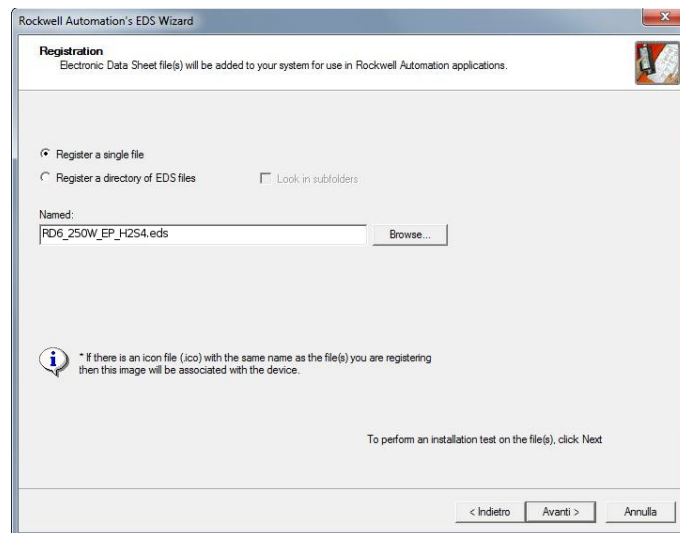 Rockwell Automation's EDS Wizard
Registration
Electronic Data Sheet file(s) will be added to your system for use in Rockwell Automation applications.
Register a single file
Register a directory of EDS files
Look in subfolders
Named:
RD6_250W_EP_H2S4.eds
Browse...
* If there is an icon file (.ico) with the same name as the file(s) you are registering
then this image will be associated with the device.
To perform an installation test on the file(s), click Next
< Indietro
Avanti >
Annulla